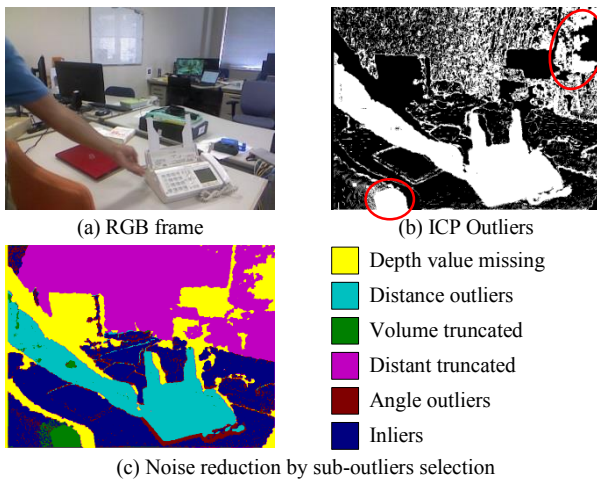 (a) RGB frame
(b) ICP Outliers
Depth value missing
Distance outliers
Volume truncated
Distant truncated
Angle outliers
Inliers
(c) Noise reduction by sub-outliers selection